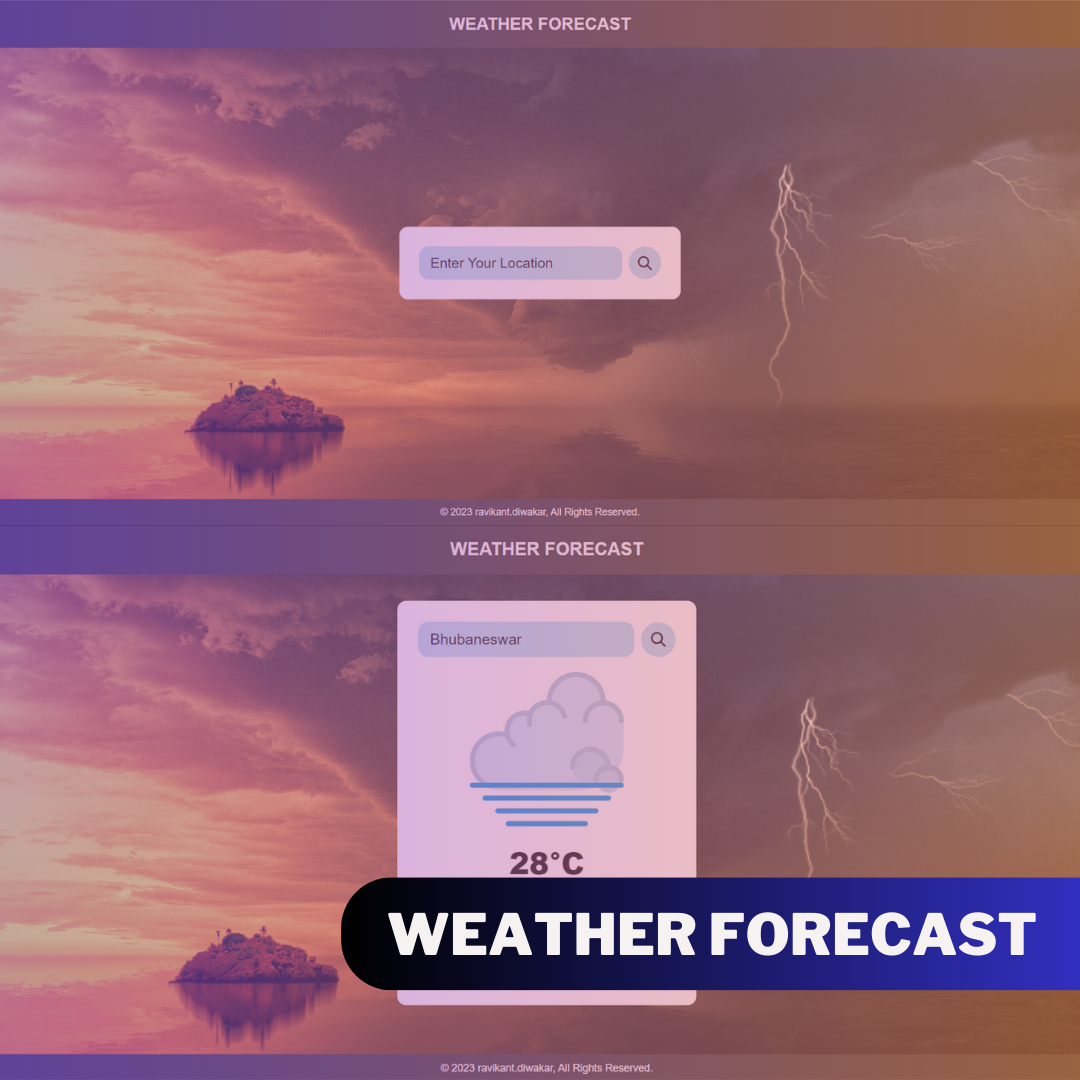 WEATHER FORECAST
Enter Your Location
© 2023 ravikant.diwakar, All Rights Reserved.
WEATHER FORECAST
Bhubaneswar
28°C
WEATHER FORECAST
© 2023 ravikant.diwakar, All Rights Reserved.